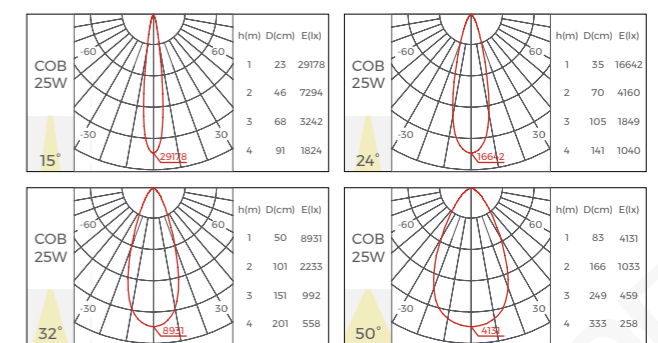 COB
25W
15°
-60
60
-30
30
29178
h(m) D(cm) E(lx)
1 23 29178
2 46 7294
3 68 3242
4 91 1824
COB
25W
24°
-60
60
-30
30
16642
h(m) D(cm) E(lx)
1 35 16642
2 70 4160
3 105 1849
4 141 1040
COB
25W
32°
-60
60
-30
30
8931
h(m) D(cm) E(lx)
1 50 8931
2 101 2233
3 151 992
4 201 558
COB
25W
50°
-60
60
-30
30
4131
h(m) D(cm) E(lx)
1 83 4131
2 166 1033
3 249 459
4 333 258